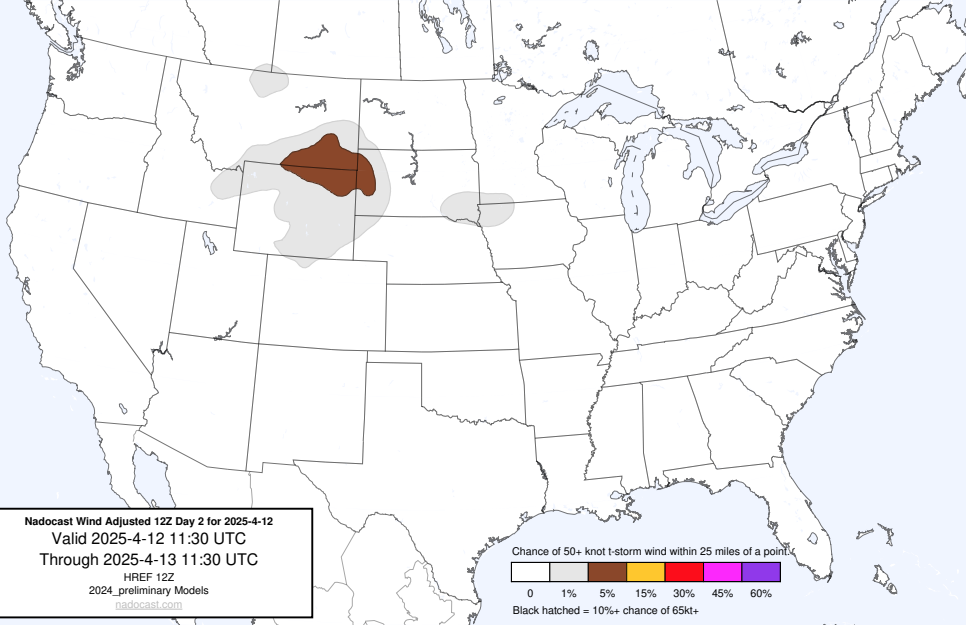 Nadocast Wind Adjusted 12Z Day 2 for 2025-4-12
Valid 2025-4-12 11:30 UTC
Through 2025-4-13 11:30 UTC
HREF 12Z
2024_preliminary Models
nadocast.com
Chance of 50+ knot t-storm wind within 25 miles of a point.
0 1% 5% 15% 30% 45% 60%
Black hatched = 10%+ chance of 65kt+